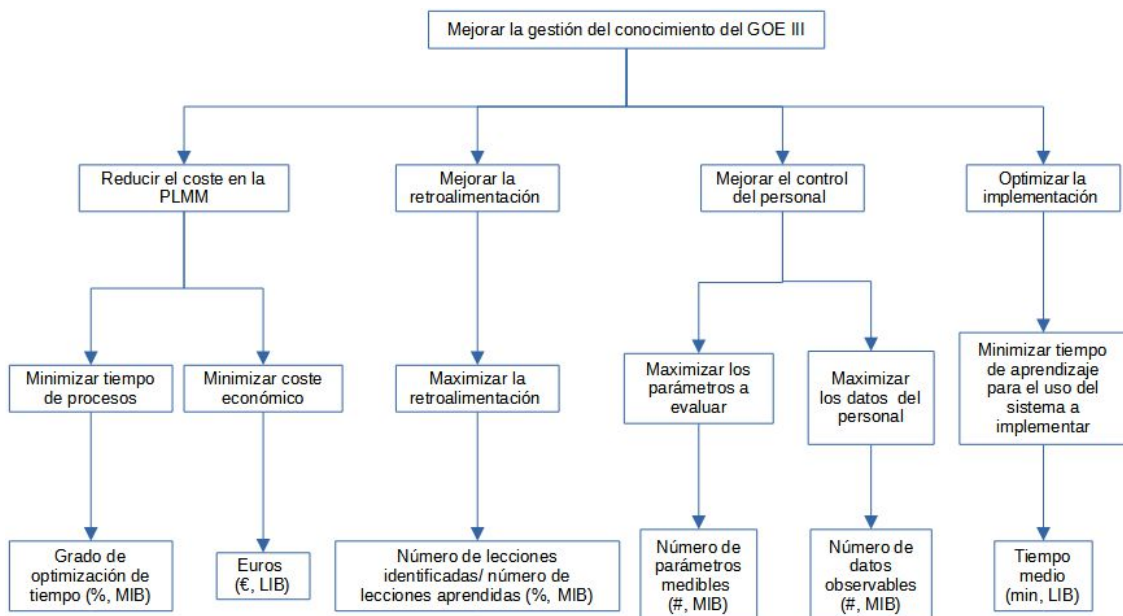 Mejorar la gestión del conocimiento del GOE III
Reducir el coste en la
PLMM
Mejorar la
retroalimentación
Mejorar el control
del personal
Optimizar la
implementación
Minimizar tiempo
de procesos
Minimizar coste
económico
Maximizar la
retroalimentación
Maximizar los
parámetros a
evaluar
Maximizar
los datos del
personal
Minimizar tiempo
de aprendizaje
para el uso del
sistema a
implementar
Grado de
optimización de
tiempo (%, MIB)
Euros
(€, LIB)
Número de lecciones
identificadas/ número de
lecciones aprendidas (%, MIB)
Número de
parámetros
medibles
(#, MIB)
Número de
datos
observables
(#, MIB)
Tiempo
medio
(min, LIB)